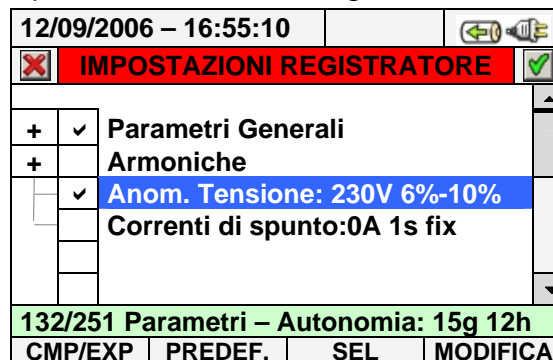 12/09/2006 – 16:55:10
IMPOSTAZIONI REGISTRATORE
+ Parametri Generali
+ Armoniche
Anom. Tensione: 230V 6%-10%
Correnti di spunto:0A 1s fix
132/251 Parametri – Autonomia: 15g 12h
CMP/EXP PREDEF. SEL MODIFICA